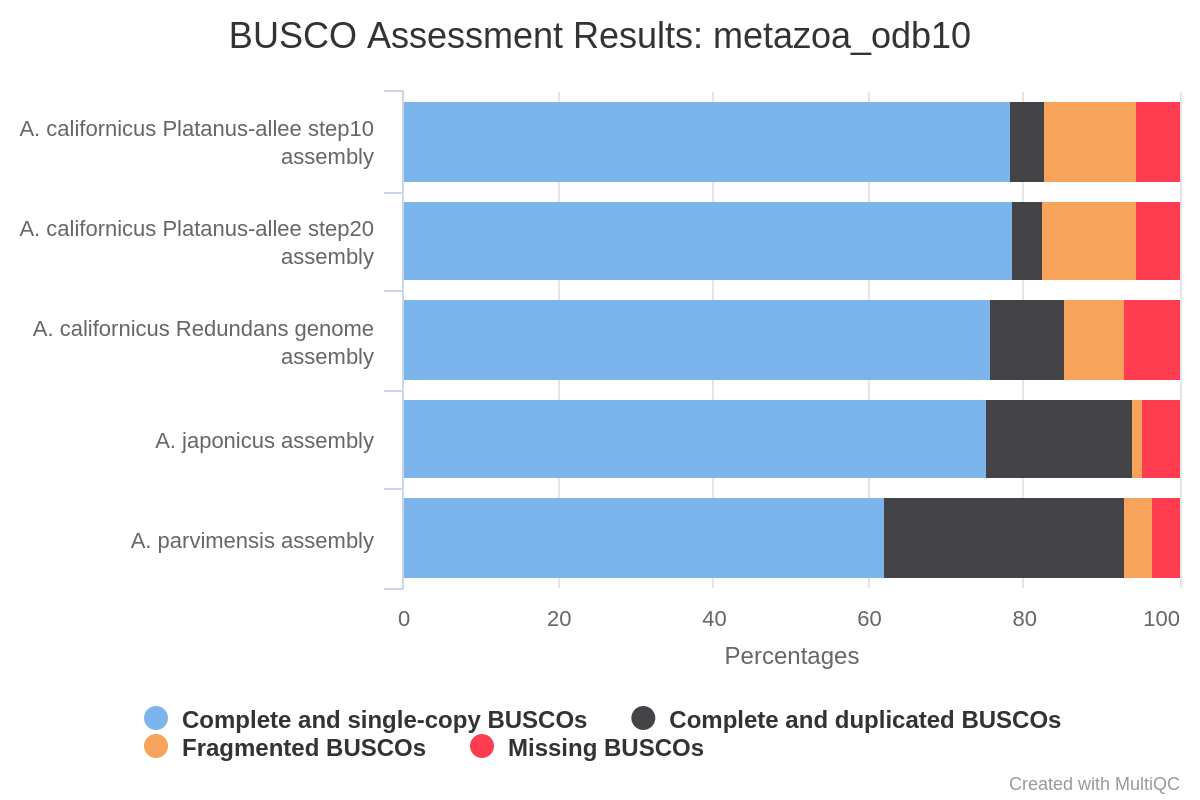 BUSCO Assessment Results: metazoa_odb10
A. californicus Platanus-allee step10
assembly
A. californicus Platanus-allee step20
assembly
A. californicus Redundans genome
assembly
A. japonicus assembly
A. parvimensis assembly
0 20 40 60 80 100
Percentages
Complete and single-copy BUSCOs Complete and duplicated BUSCOs
Fragmented BUSCOs Missing BUSCOs
Created with MultiQC